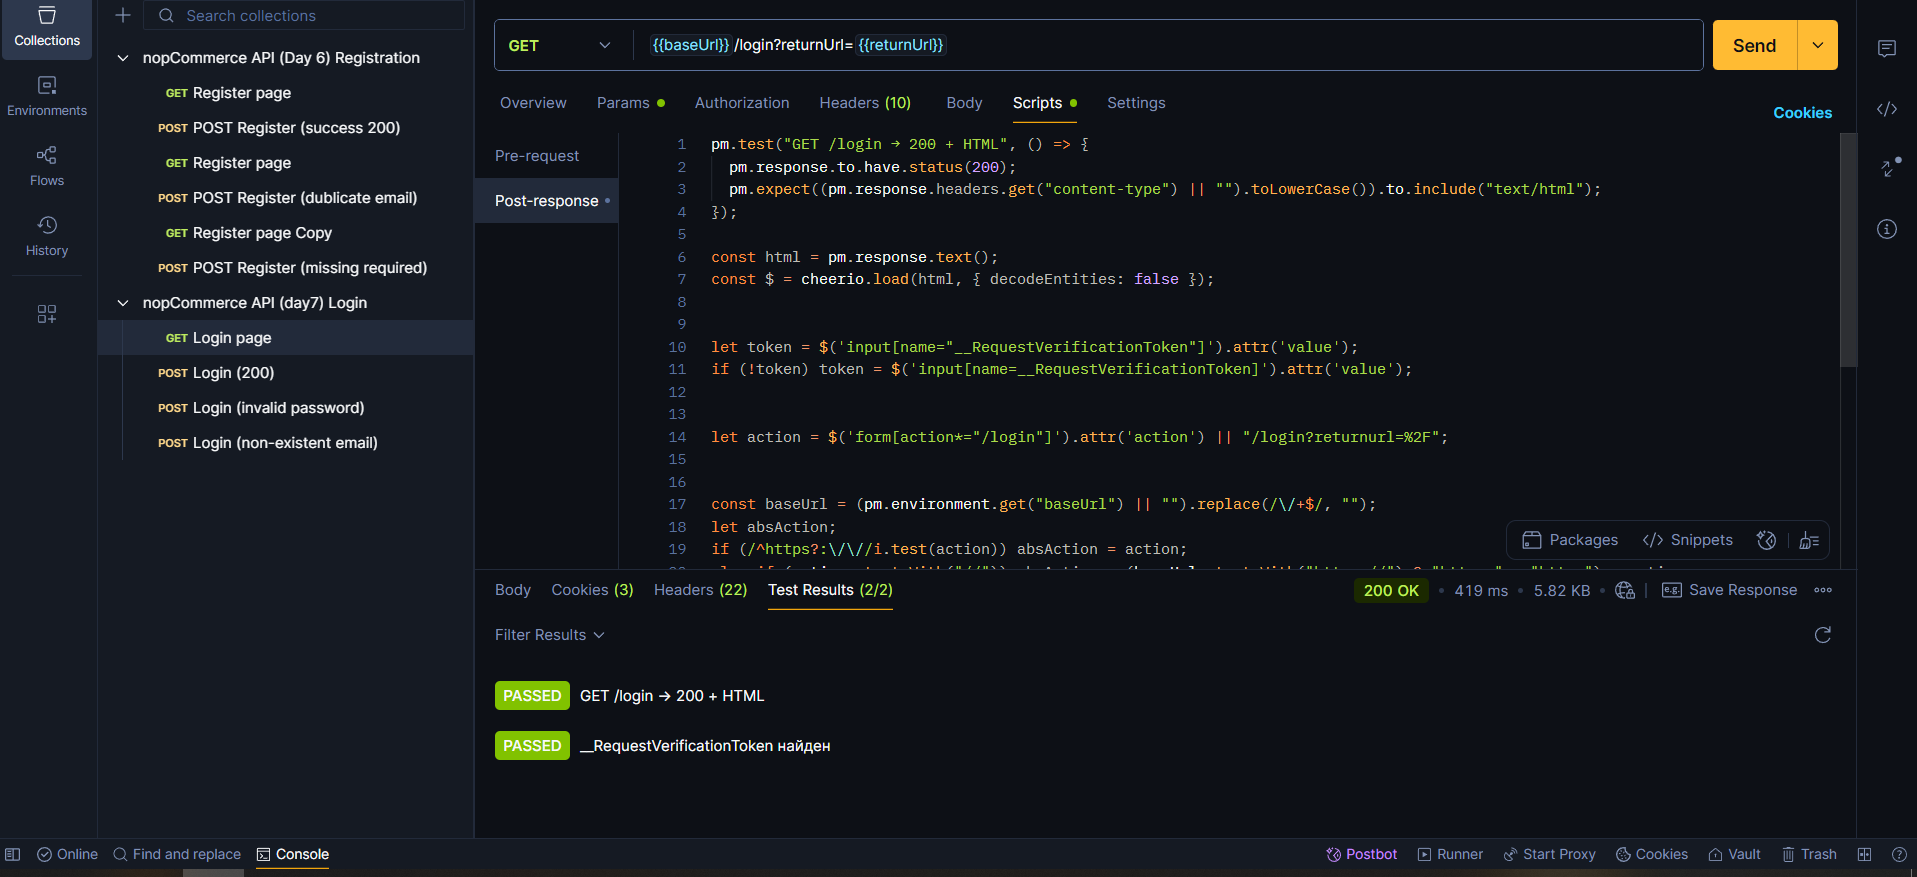 Collections
Environments
Flows
History
Search collections
nopCommerce API (Day 6) Registration
GET Register page
POST POST Register (success 200)
GET Register page
POST POST Register (dublicate email)
GET Register page Copy
POST POST Register (missing required)
nopCommerce API (day7) Login
GET Login page
POST Login (200)
POST Login (invalid password)
POST Login (non-existent email)
GET {{baseUrl}}/login?returnUrl={{returnUrl}} Send
Overview Params Authorization Headers (10) Body Scripts Settings Cookies
Pre-request
Post-response
1 pm.test("GET /login → 200 + HTML", () => {
2 pm.response.to.have.status(200);
3 pm.expect((pm.response.headers.get("content-type") || "").toLowerCase()).to.include("text/html");
4 });
5
6 const html = pm.response.text();
7 const $ = cheerio.load(html, { decodeEntities: false });
8
9
10 let token = $('input[name="__RequestVerificationToken"]').attr('value');
11 if (!token) token = $('input[name=__RequestVerificationToken]').attr('value');
12
13
14 let action = $('form[action*="/login"]').attr('action') || "/login?returnurl=%2F";
15
16
17 const baseUrl = (pm.environment.get("baseUrl") || "").replace(/\/+$/, "");
18 let absAction;
19 if (/^https?:\/\//i.test(action)) absAction = action;
Packages Snippets
Body Cookies (3) Headers (22) Test Results (2/2) 200 OK • 419 ms • 5.82 KB • e.g. Save Response
Filter Results
PASSED GET /login → 200 + HTML
PASSED __RequestVerificationToken найден
Online Find and replace Console Postbot Runner Start Proxy Cookies Vault Trash